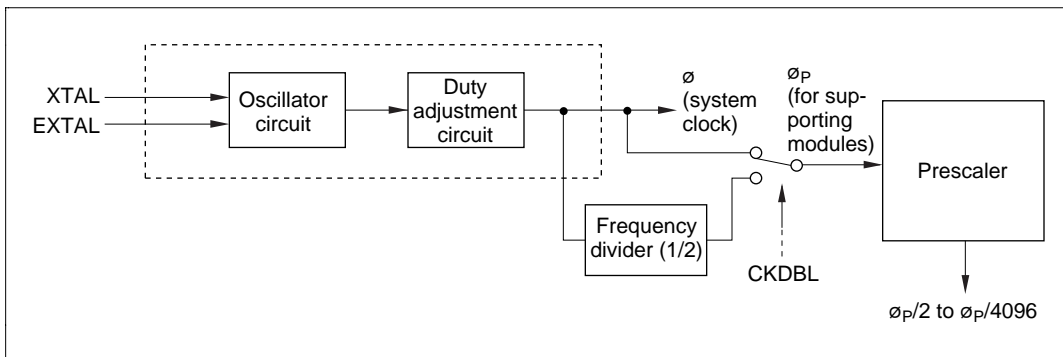 XTAL
EXTAL
Oscillator
circuit
Duty
adjustment
circuit
ø
(system
clock)
øP
(for sup-
porting
modules)
Prescaler
Frequency
divider (1/2)
CKDBL
øP/2 to øP/4096